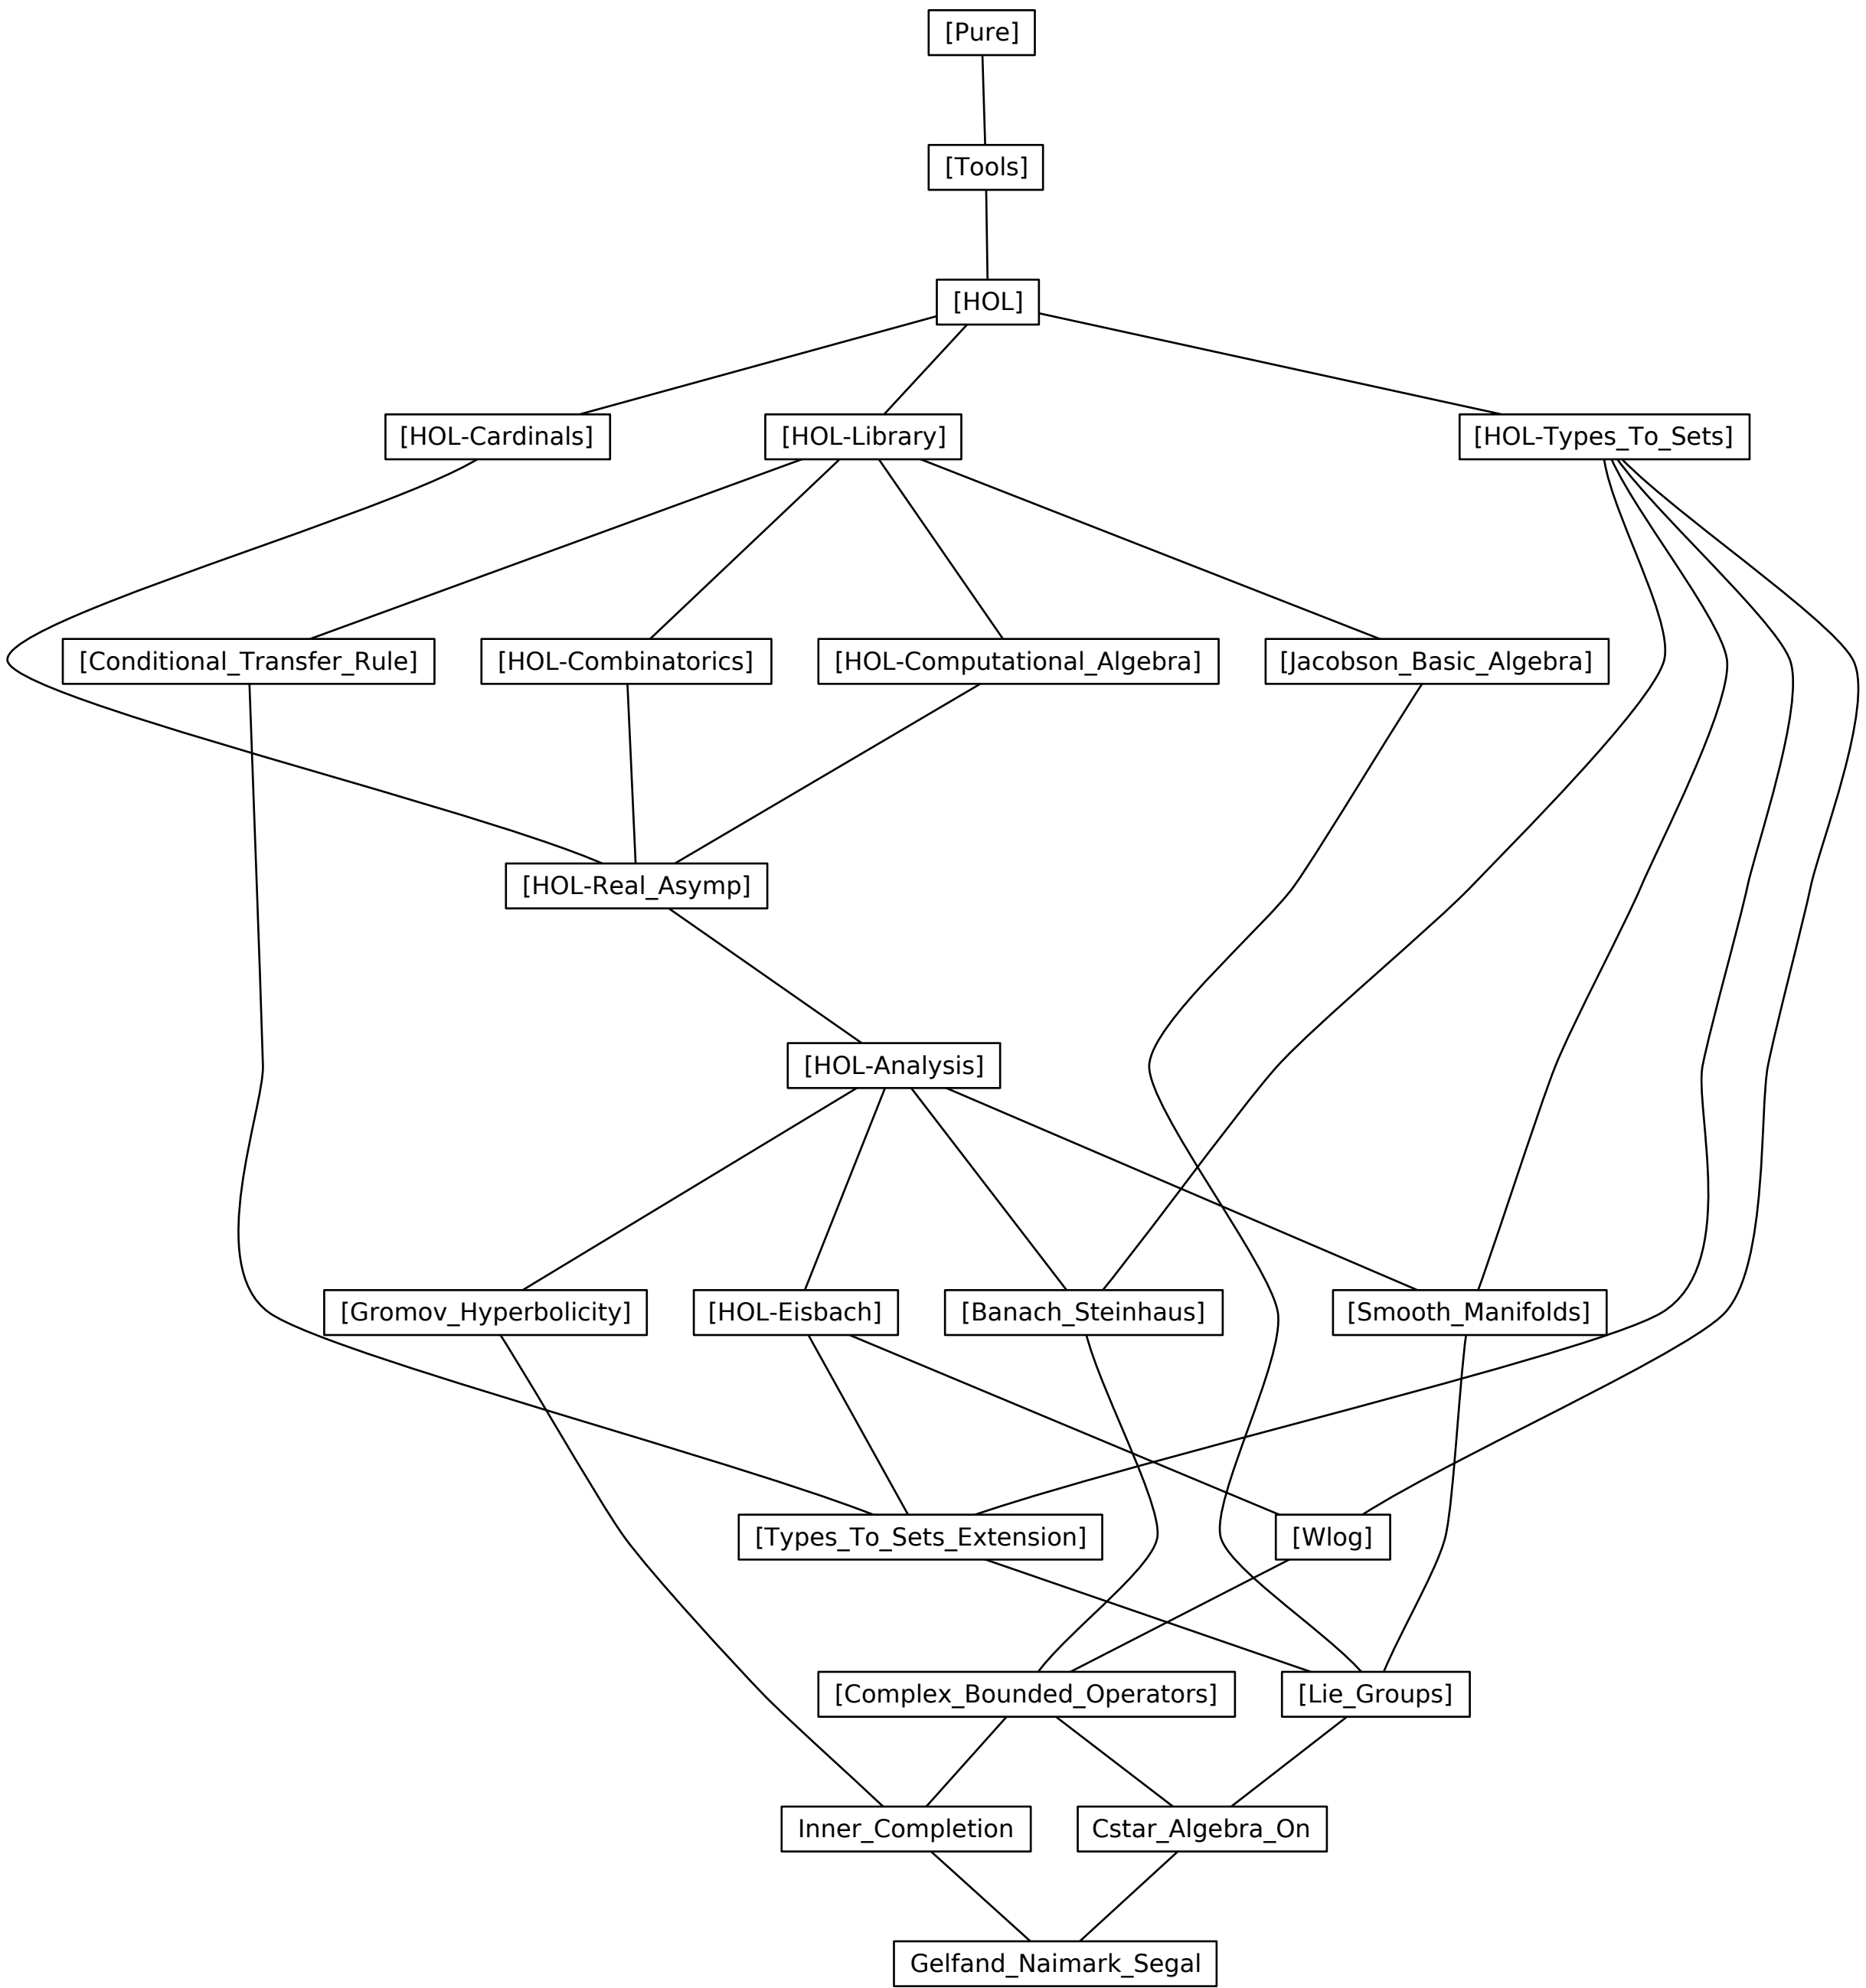 [Pure]
[Tools]
[HOL]
[HOL-Cardinals]
[HOL-Library]
[HOL-Types_To_Sets]
[Conditional_Transfer_Rule]
[HOL-Combinatorics]
[HOL-Computational_Algebra]
[Jacobson_Basic_Algebra]
[HOL-Real_Asymp]
[HOL-Analysis]
[Gromov_Hyperbolicity]
[HOL-Eisbach]
[Banach_Steinhaus]
[Smooth_Manifolds]
[Types_To_Sets_Extension]
[Wlog]
[Complex_Bounded_Operators]
[Lie_Groups]
Inner_Completion
Cstar_Algebra_On
Gelfand_Naimark_Segal